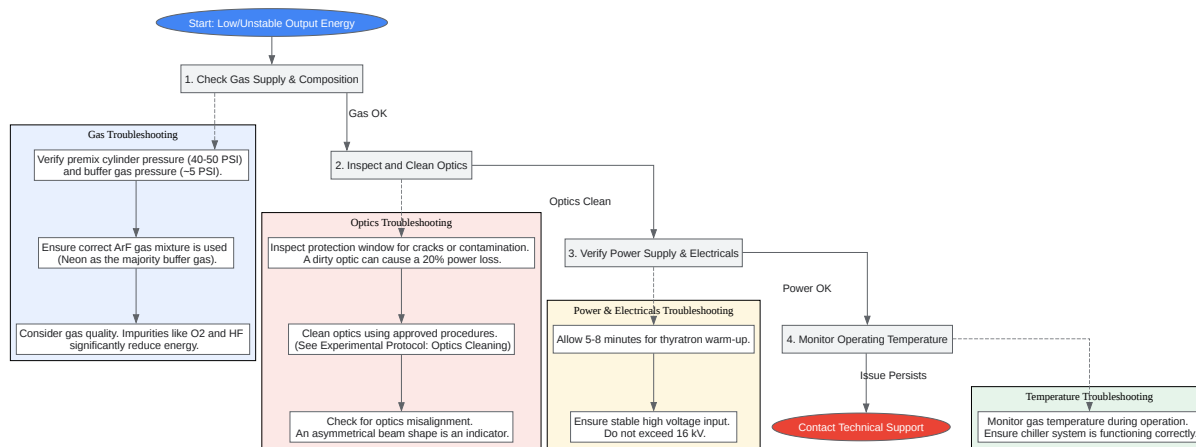 Start: Low/Unstable Output Energy
1. Check Gas Supply & Composition
Gas OK
Gas Troubleshooting
Verify premix cylinder pressure (40-50 PSI)
and buffer gas pressure (~5 PSI).
Ensure correct ArF gas mixture is used
(Neon as the majority buffer gas).
Consider gas quality. Impurities like O2 and HF
significantly reduce energy.
2. Inspect and Clean Optics
Optics Clean
Optics Troubleshooting
Inspect protection window for cracks or contamination.
A dirty optic can cause a 20% power loss.
Clean optics using approved procedures.
(See Experimental Protocol: Optics Cleaning)
Check for optics misalignment.
An asymmetrical beam shape is an indicator.
3. Verify Power Supply & Electricals
Power OK
Power & Electricals Troubleshooting
Allow 5-8 minutes for thyratron warm-up.
Ensure stable high voltage input.
Do not exceed 16 kV.
4. Monitor Operating Temperature
Issue Persists
Contact Technical Support
Temperature Troubleshooting
Monitor gas temperature during operation.
Ensure chiller system is functioning correctly.